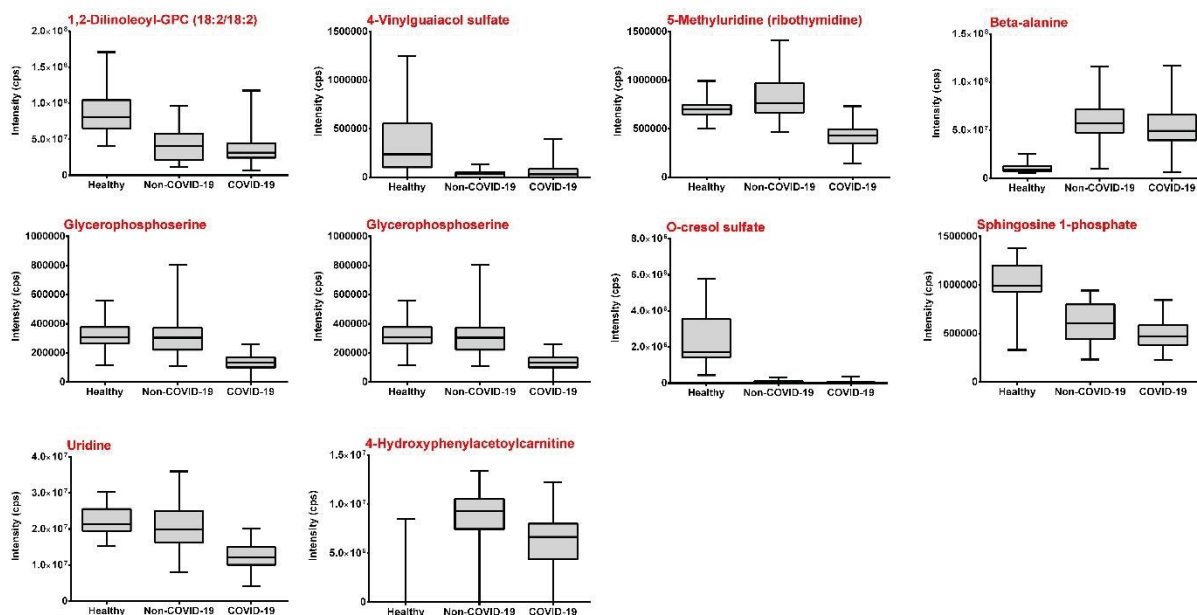 1,2-Dilinoleoyl-GPC (18:2/18:2)
Intensity (cps)
2.0×10⁸
1.5×10⁸
1.0×10⁸
5.0×10⁷
0
Healthy Non-COVID-19 COVID-19
4-Vinylguaiacol sulfate
Intensity (cps)
1500000
1000000
500000
0
Healthy Non-COVID-19 COVID-19
5-Methyluridine (ribothymidine)
Intensity (cps)
1500000
1000000
500000
0
Healthy Non-COVID-19 COVID-19
Beta-alanine
Intensity (cps)
1.5×10⁸
1.0×10⁸
5.0×10⁷
0
Healthy Non-COVID-19 COVID-19
Glycerophosphoserine
Intensity (cps)
1000000
800000
600000
400000
200000
0
Healthy Non-COVID-19 COVID-19
Glycerophosphoserine
Intensity (cps)
1000000
800000
600000
400000
200000
0
Healthy Non-COVID-19 COVID-19
O-cresol sulfate
Intensity (cps)
8.0×10⁶
6.0×10⁶
4.0×10⁶
2.0×10⁶
0
Healthy Non-COVID-19 COVID-19
Sphingosine 1-phosphate
Intensity (cps)
1500000
1000000
500000
0
Healthy Non-COVID-19 COVID-19
Uridine
Intensity (cps)
4.0×10⁷
3.0×10⁷
2.0×10⁷
1.0×10⁷
0
Healthy Non-COVID-19 COVID-19
4-Hydroxyphenylacetoylcarnitine
Intensity (cps)
1.5×10⁷
1.0×10⁷
5.0×10⁶
0
Healthy Non-COVID-19 COVID-19